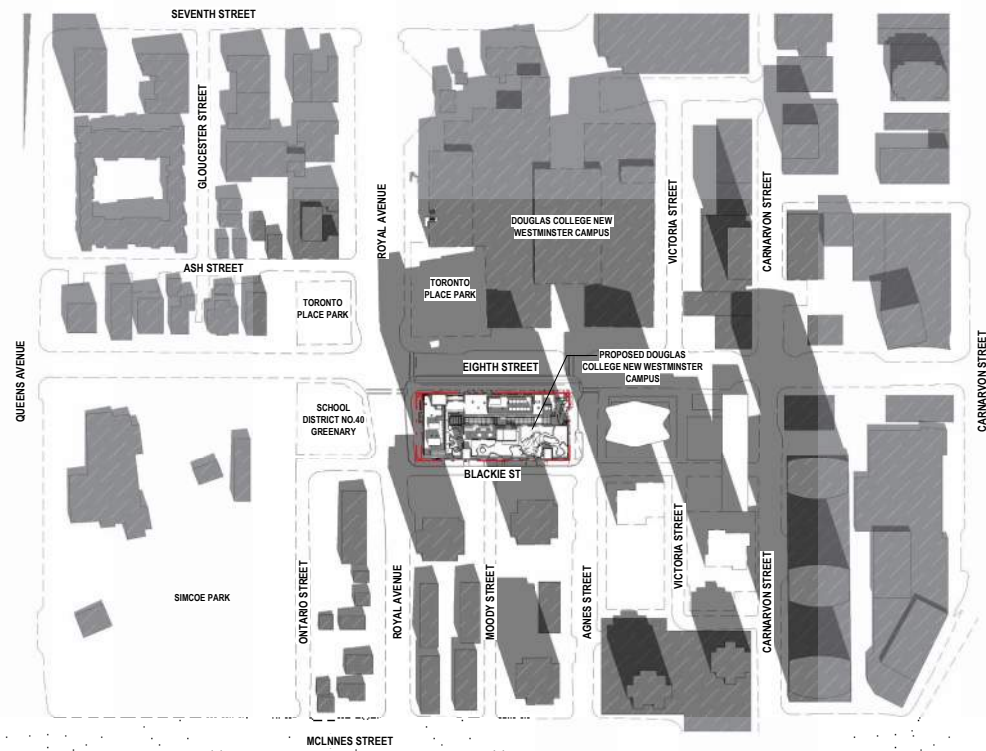 SEVENTH STREET
GLOUCESTER STREET
ROYAL AVENUE
VICTORIA STREET
CARNARVON STREET
DOUGLAS COLLEGE NEW
WESTMINSTER CAMPUS
ASH STREET
TORONTO
PLACE PARK
TORONTO
PLACE PARK
QUEENS AVENUE
EIGHTH STREET
PROPOSED DOUGLAS
COLLEGE NEW WESTMINSTER
CAMPUS
CARNARVON STREET
SCHOOL
DISTRICT NO.40
GREENARY
BLACKIE ST
ONTARIO STREET
ROYAL AVENUE
MOODY STREET
AGNES STREET
VICTORIA STREET
CARNARVON STREET
SIMCOE PARK
MCLNNES STREET